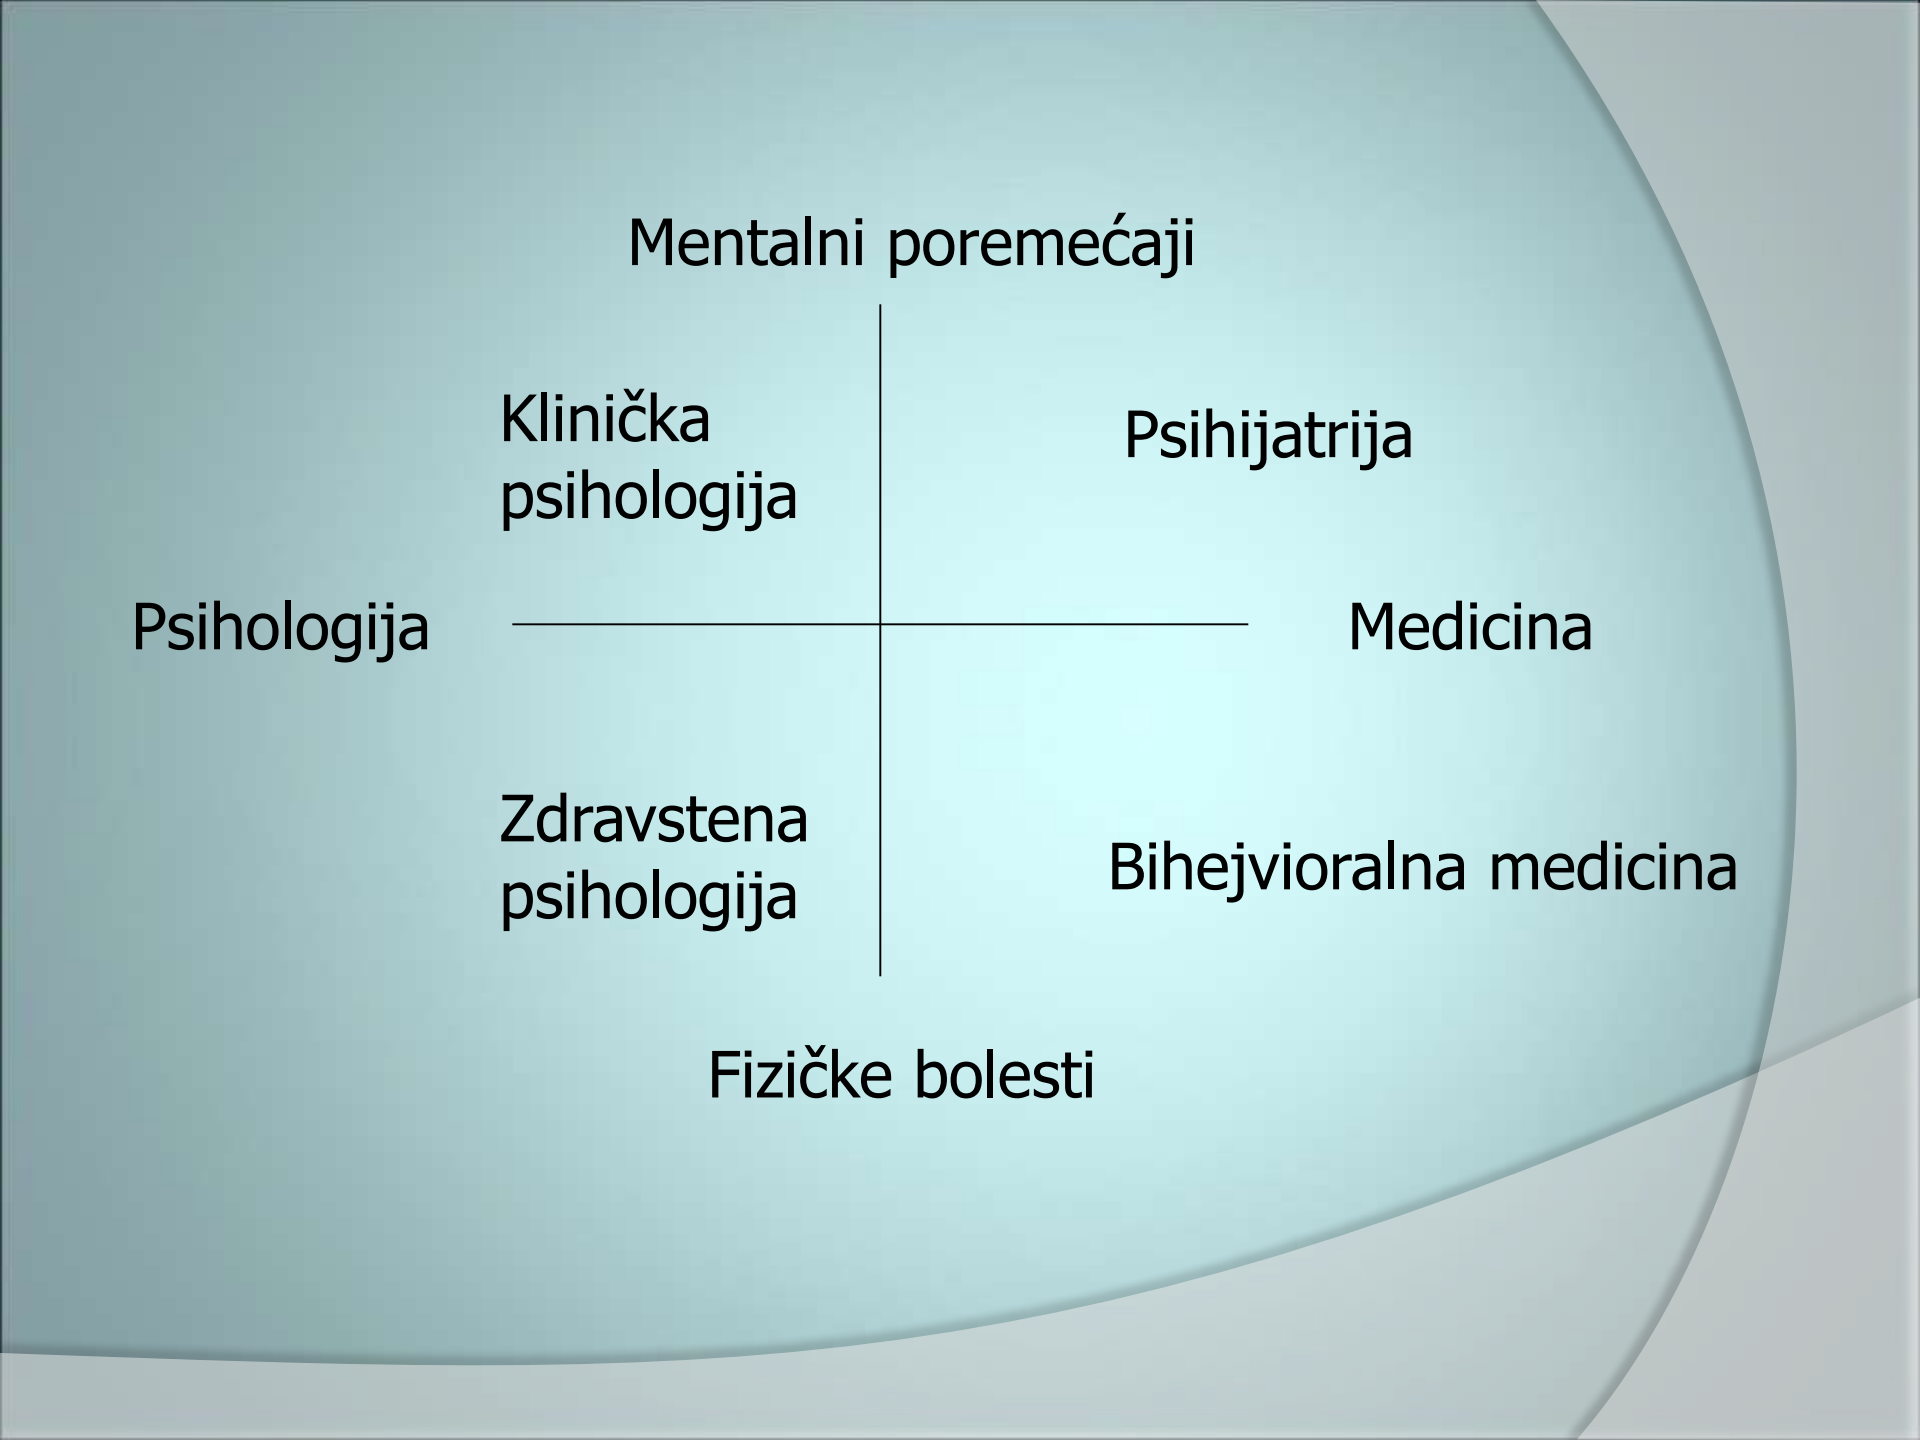 Mentalni poremećaji
Klinička
psihologija
Psihijatrija
Psihologija
Medicina
Zdravstena
psihologija
Bihejvioralna medicina
Fizičke bolesti